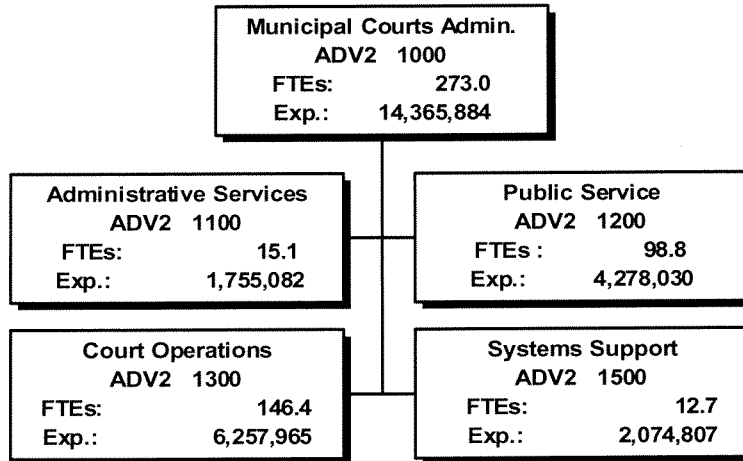 Municipal Courts Admin.
ADV2 1000
FTEs: 273.0
Exp.: 14,365,884
Administrative Services
ADV2 1100
FTEs: 15.1
Exp.: 1,755,082
Public Service
ADV2 1200
FTEs : 98.8
Exp.: 4,278,030
Court Operations
ADV2 1300
FTEs: 146.4
Exp.: 6,257,965
Systems Support
ADV2 1500
FTEs: 12.7
Exp.: 2,074,807